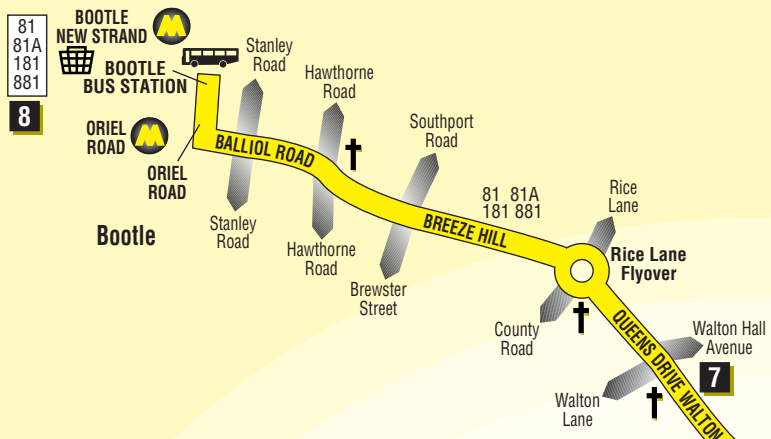 81
81A
181
881
8
BOOTLE
NEW STRAND
M
BOOTLE
BUS STATION
ORIEL
ROAD
M
ORIEL
ROAD
Bootle
Stanley
Road
Stanley
Road
BALLIOL ROAD
Hawthorne
Road
Hawthorne
Road
Southport
Road
Brewster
Street
81 81A
181 881
BREEZE HILL
Rice
Lane
Rice Lane
Flyover
County
Road
QUEENS DRIVE WALTON
Walton Hall
Avenue
7
Walton
Lane